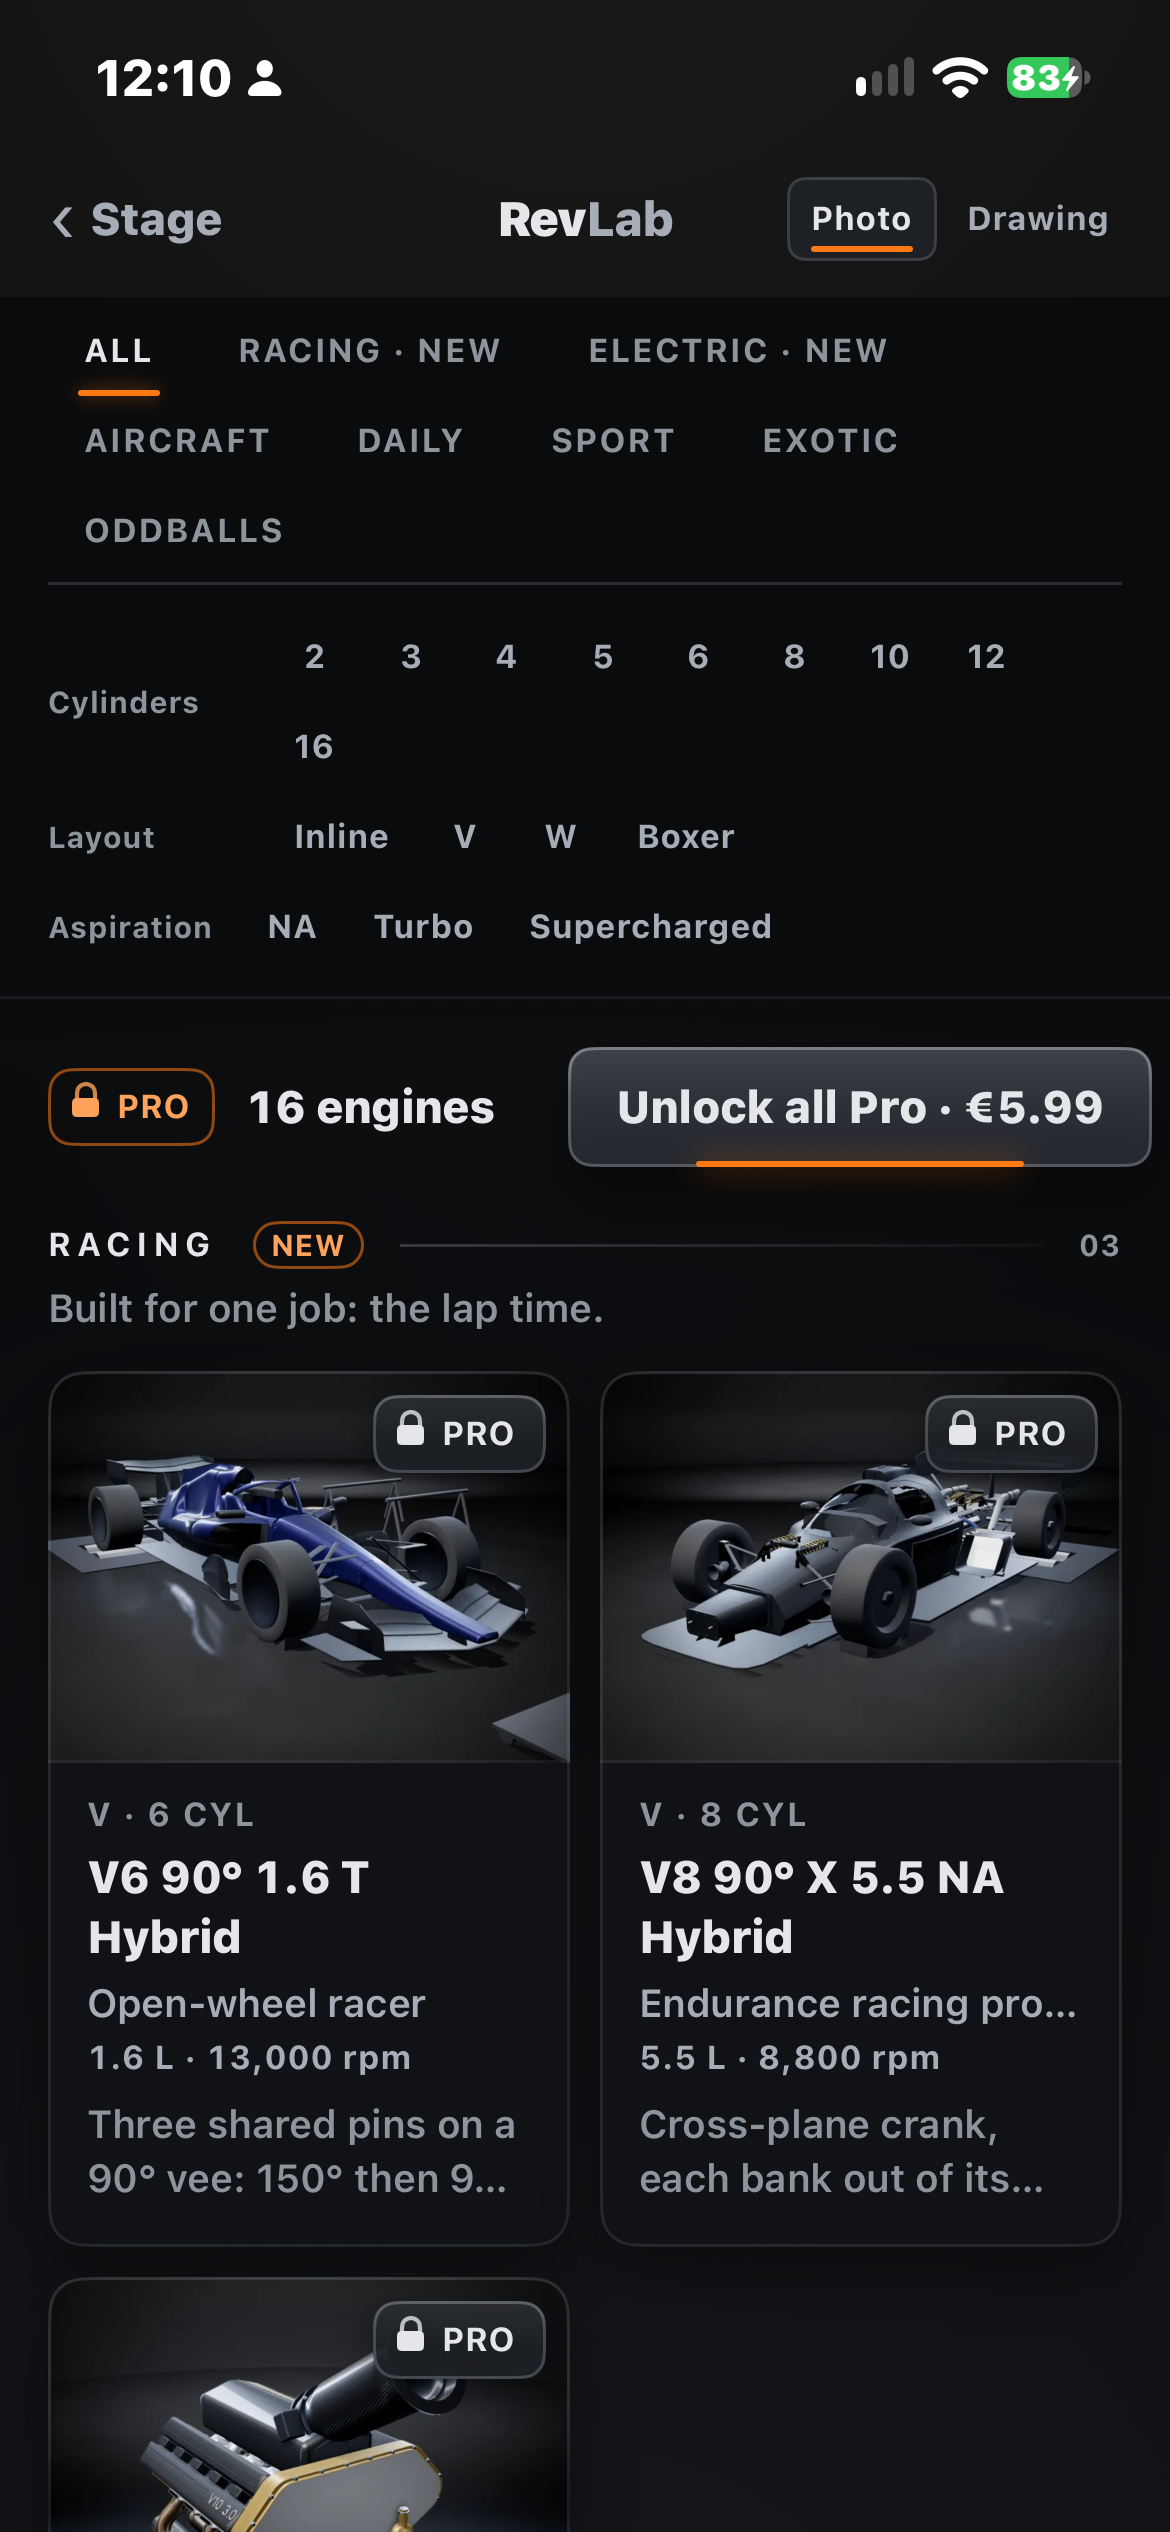 12:10
83
‹ Stage
RevLab
Photo
Drawing
ALL
RACING · NEW
ELECTRIC · NEW
AIRCRAFT
DAILY
SPORT
EXOTIC
ODDBALLS
Cylinders
2 3 4 5 6 8 10 12
16
Layout
Inline V W Boxer
Aspiration
NA Turbo Supercharged
PRO
16 engines
Unlock all Pro · €5.99
RACING
NEW
03
Built for one job: the lap time.
PRO
V · 6 CYL
V6 90° 1.6 T
Hybrid
Open-wheel racer
1.6 L · 13,000 rpm
Three shared pins on a
90° vee: 150° then 9...
PRO
V · 8 CYL
V8 90° X 5.5 NA
Hybrid
Endurance racing pro...
5.5 L · 8,800 rpm
Cross-plane crank,
each bank out of its...
PRO
V10 3.0